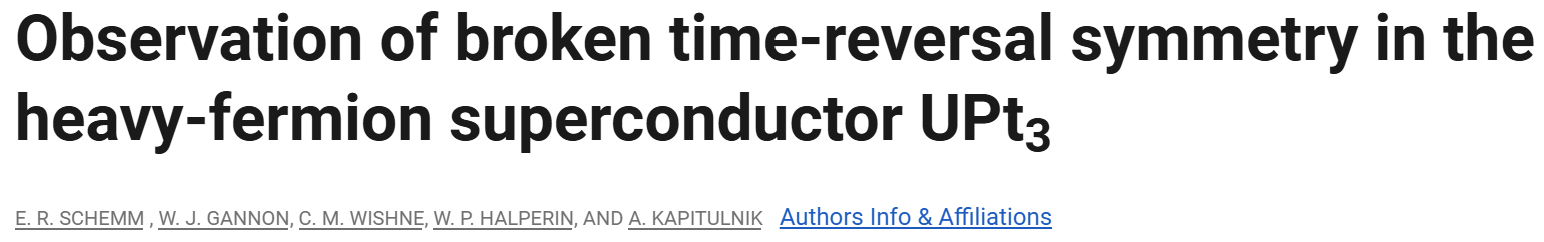 Observation of broken time-reversal symmetry in the
heavy-fermion superconductor UPt₃
E. R. SCHEMM , W. J. GANNON, C. M. WISHNE, W. P. HALPERIN, AND A. KAPITULNIK Authors Info & Affiliations